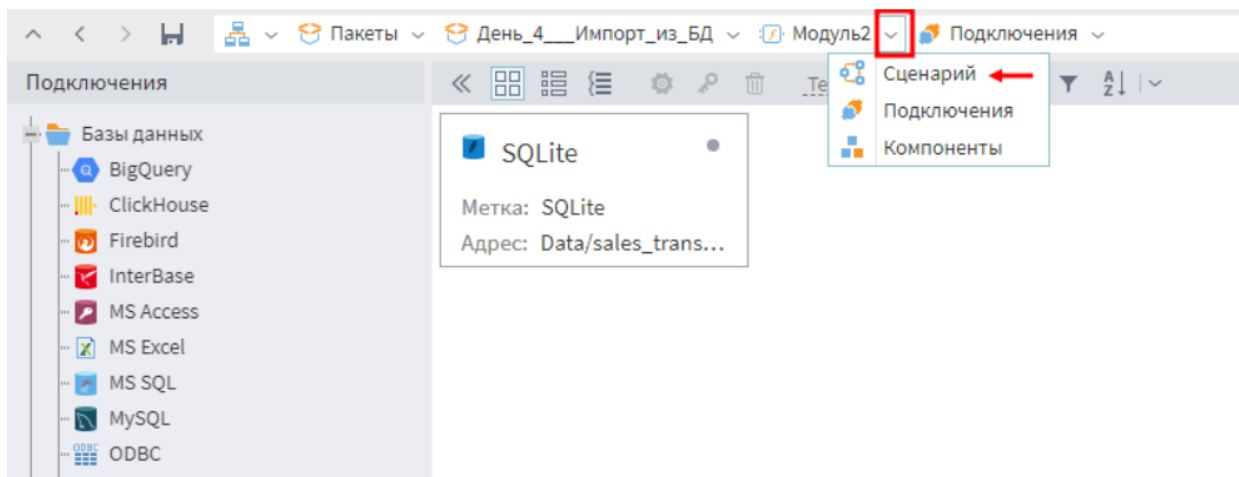 Пакеты День_4___Импорт_из_БД Модуль2 Подключения
Подключения
Сценарий
Подключения
Компоненты
Базы данных
BigQuery
ClickHouse
Firebird
InterBase
MS Access
MS Excel
MS SQL
MySQL
ODBC
SQLite
Метка: SQLite
Адрес: Data/sales_trans...